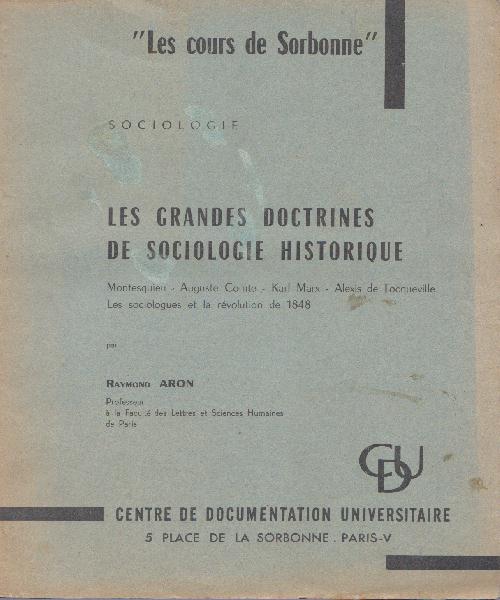 "Les cours de Sorbonne"
SOCIOLOGIE
LES GRANDES DOCTRINES
DE SOCIOLOGIE HISTORIQUE
Montesquieu - Auguste Comte - Karl Marx - Alexis de Tocqueville
Les sociologues et la révolution de 1848
par
RAYMOND ARON
Professeur
à la Faculté des Lettres et Sciences Humaines
de Paris
CDU
CENTRE DE DOCUMENTATION UNIVERSITAIRE
5 PLACE DE LA SORBONNE . PARIS-V